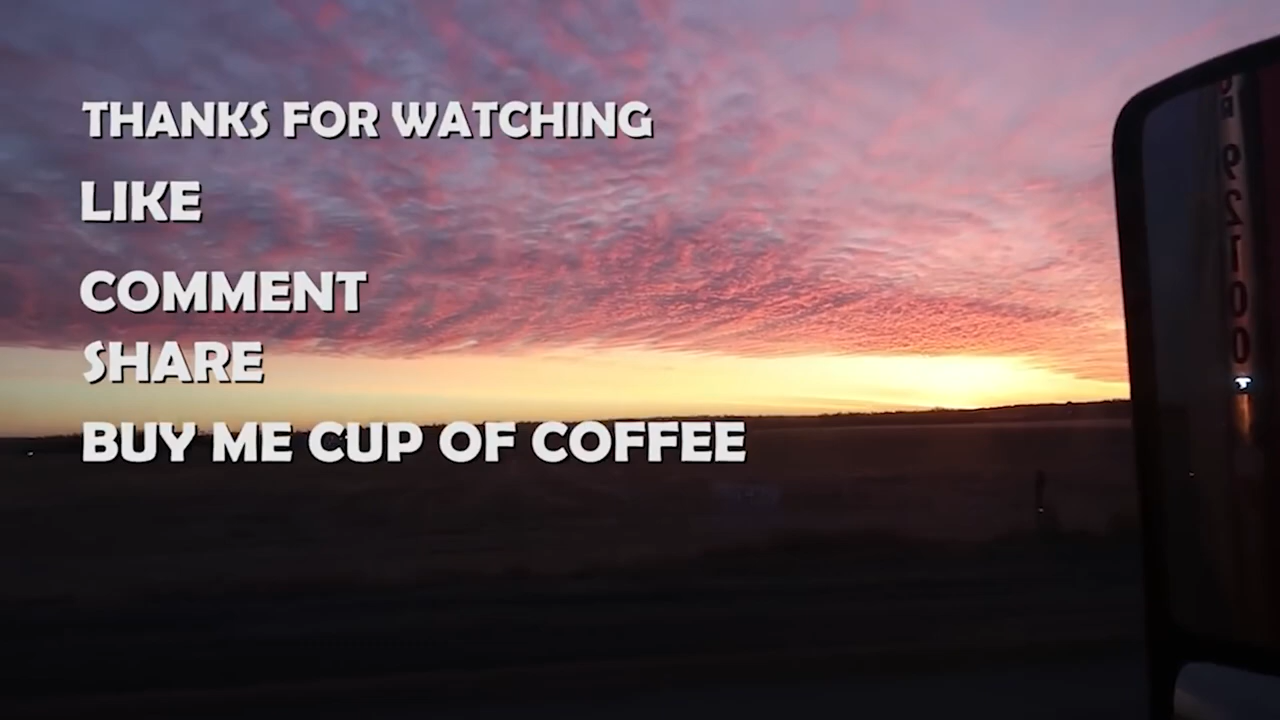 THANKS FOR WATCHING
LIKE
COMMENT
SHARE
BUY ME CUP OF COFFEE